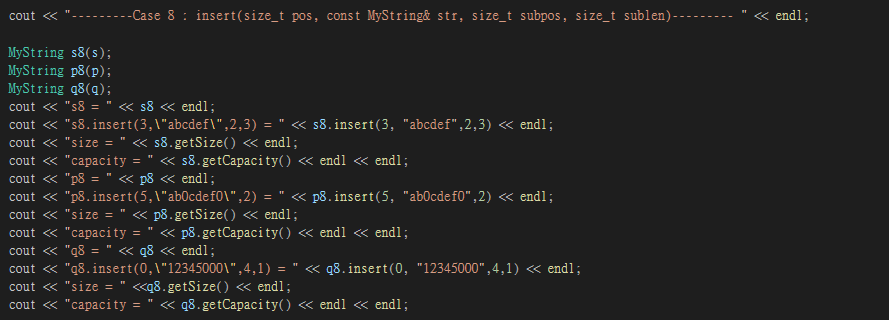 cout << "---------Case 8 : insert(size_t pos, const MyString& str, size_t subpos, size_t sublen)--------- " << endl;
MyString s8(s);
MyString p8(p);
MyString q8(q);
cout << "s8 = " << s8 << endl;
cout << "s8.insert(3,\"abcdef\",2,3) = " << s8.insert(3, "abcdef",2,3) << endl;
cout << "size = " << s8.getSize() << endl;
cout << "capacity = " << s8.getCapacity() << endl << endl;
cout << "p8 = " << p8 << endl;
cout << "p8.insert(5,\"ab0cdef0\",2) = " << p8.insert(5, "ab0cdef0",2) << endl;
cout << "size = " << p8.getSize() << endl;
cout << "capacity = " << p8.getCapacity() << endl << endl;
cout << "q8 = " << q8 << endl;
cout << "q8.insert(0,\"12345000\",4,1) = " << q8.insert(0, "12345000",4,1) << endl;
cout << "size = " <<q8.getSize() << endl;
cout << "capacity = " << q8.getCapacity() << endl << endl;